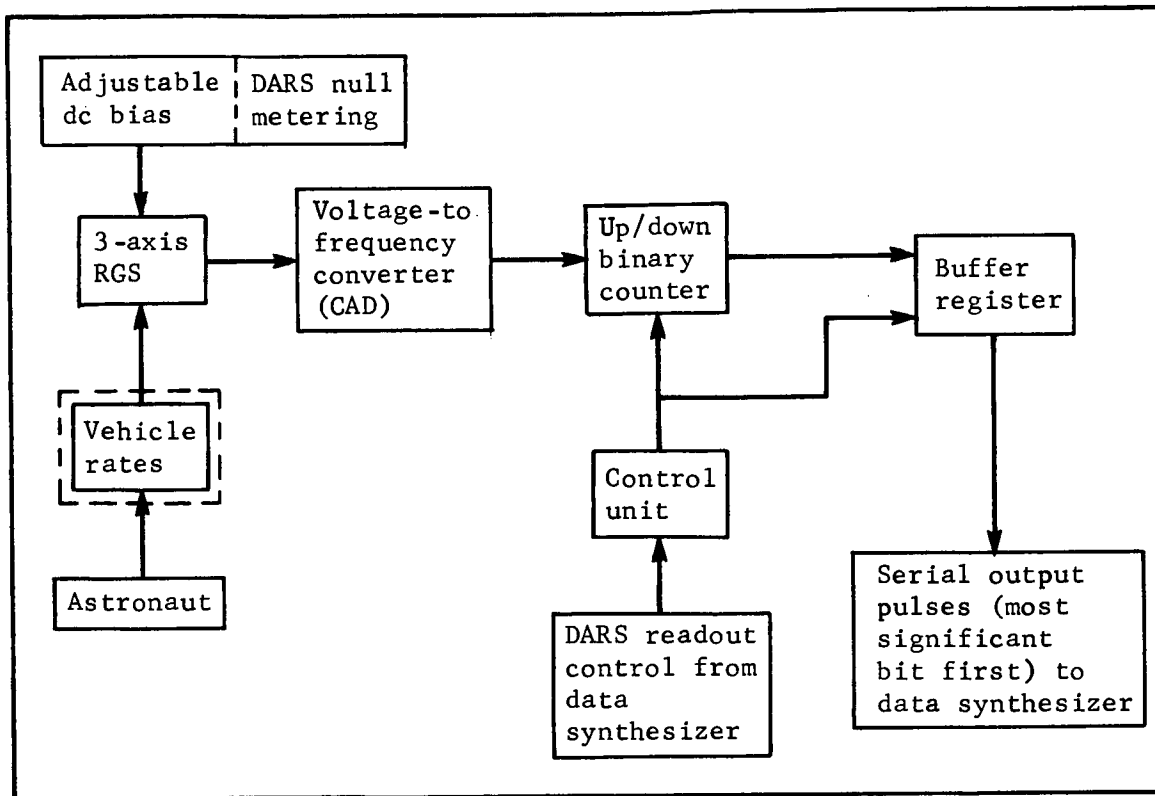 Adjustable
dc bias
DARS null
metering
3-axis
RGS
Voltage-to
frequency
converter
(CAD)
Up/down
binary
counter
Buffer
register
Vehicle
rates
Control
unit
Astronaut
DARS readout
control from
data
synthesizer
Serial output
pulses (most
significant
bit first) to
data synthesizer